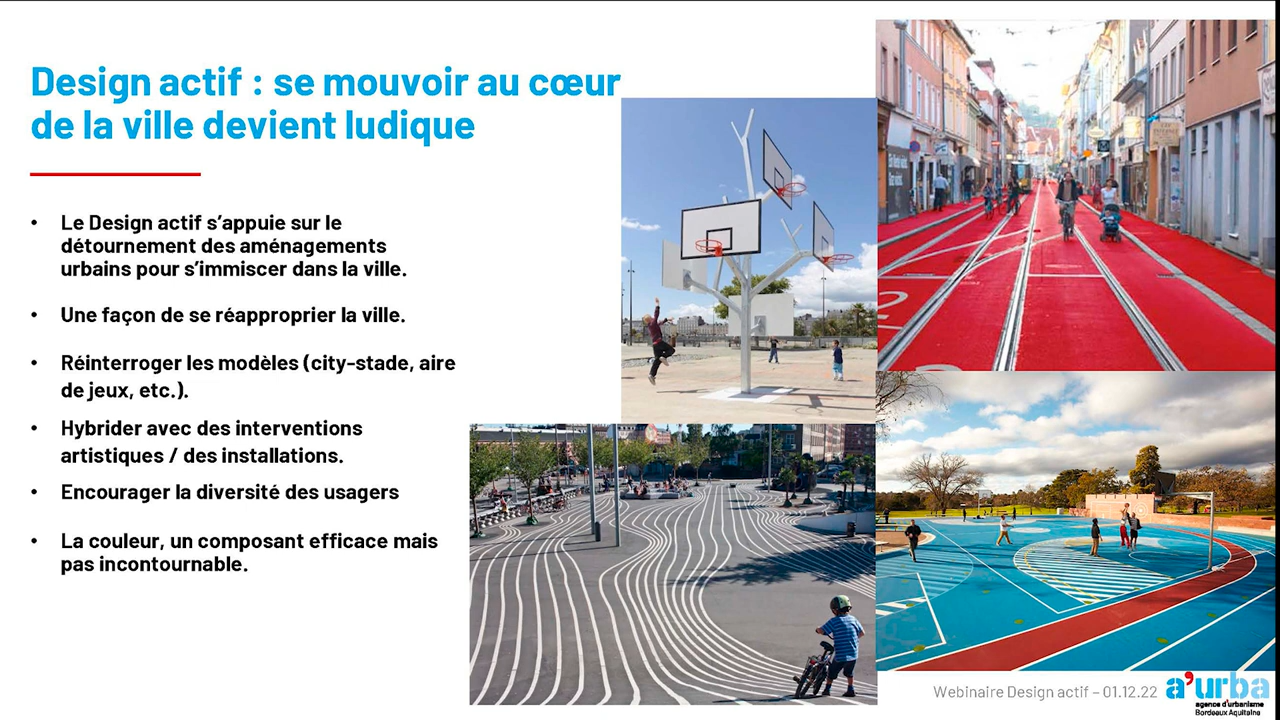 Design actif : se mouvoir au cœur
de la ville devient ludique
• Le Design actif s’appuie sur le
détournement des aménagements
urbains pour s’immiscer dans la ville.
• Une façon de se réapproprier la ville.
• Réinterroger les modèles (city-stade, aire
de jeux, etc.).
• Hybrider avec des interventions
artistiques / des installations.
• Encourager la diversité des usagers
• La couleur, un composant efficace mais
pas incontournable.
Webinaire Design actif – 01.12.22
a’urba
agence d’urbanisme
Bordeaux Aquitaine